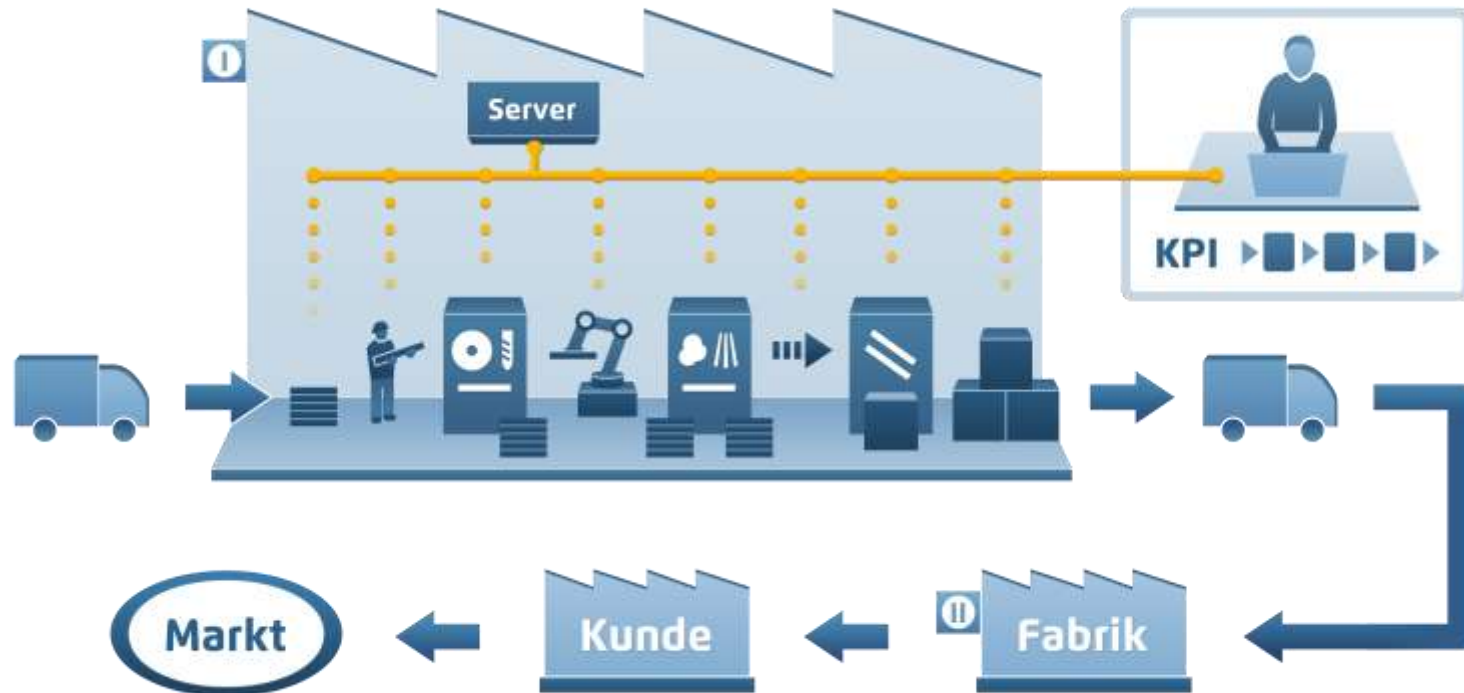 I
Server
KPI
Markt
Kunde
II
Fabrik